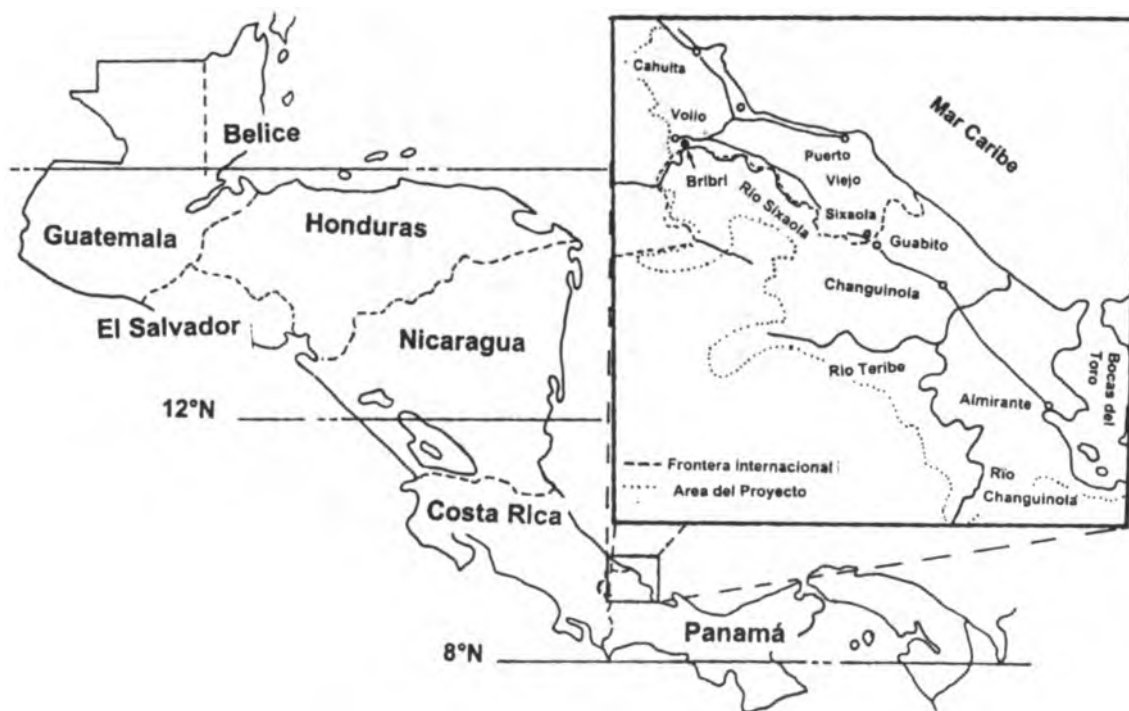 Belice
Guatemala
Honduras
El Salvador
Nicaragua
12°N
Costa Rica
Panamá
8°N
Cahuita
Volio
Bribri
Puerto
Viejo
Mar Caribe
Río Sixaola
Sixaola
Guabito
Changuinola
Río Teribe
Almirante
Bocas del
Toro
Río
Changuinola
Frontera Internacional
Area del Proyecto